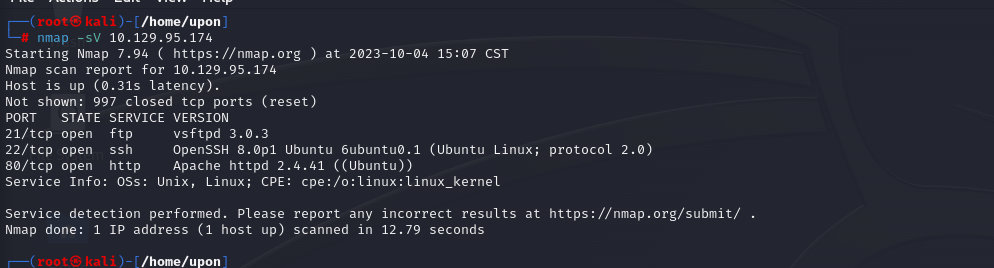 ┌──(root㉿kali)-[/home/upon]
└─# nmap -sV 10.129.95.174
Starting Nmap 7.94 ( https://nmap.org ) at 2023-10-04 15:07 CST
Nmap scan report for 10.129.95.174
Host is up (0.31s latency).
Not shown: 997 closed tcp ports (reset)
PORT   STATE SERVICE VERSION
21/tcp open  ftp     vsftpd 3.0.3
22/tcp open  ssh     OpenSSH 8.0p1 Ubuntu 6ubuntu0.1 (Ubuntu Linux; protocol 2.0)
80/tcp open  http    Apache httpd 2.4.41 ((Ubuntu))
Service Info: OSs: Unix, Linux; CPE: cpe:/o:linux:linux_kernel
Service detection performed. Please report any incorrect results at https://nmap.org/submit/ .
Nmap done: 1 IP address (1 host up) scanned in 12.79 seconds
┌──(root㉿kali)-[/home/upon]